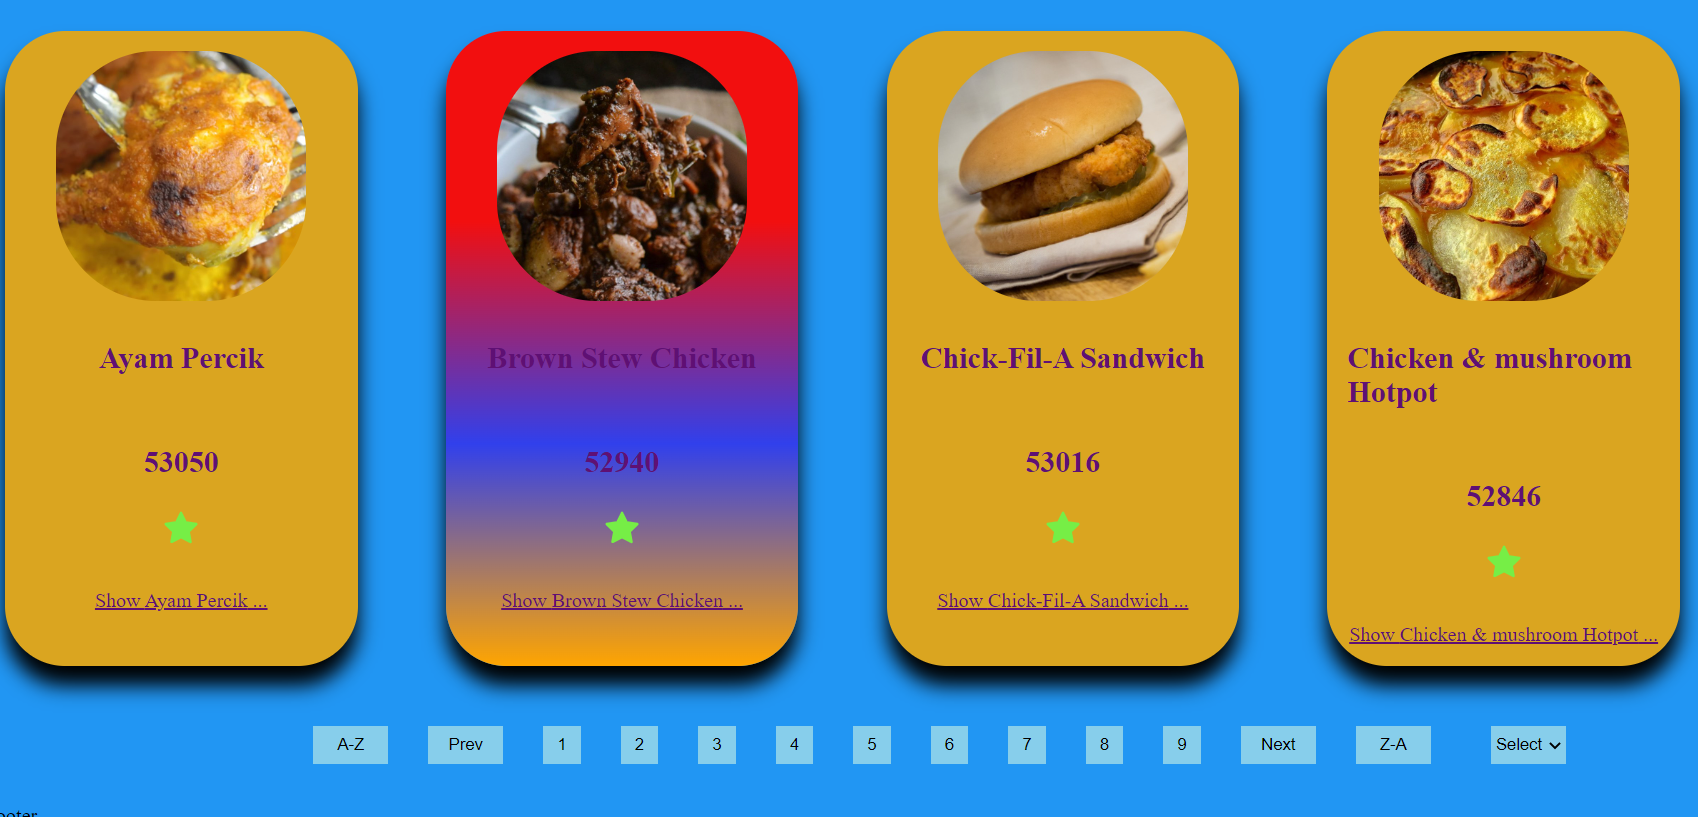 Ayam Percik
53050
Show Ayam Percik ...
Brown Stew Chicken
52940
Show Brown Stew Chicken ...
Chick-Fil-A Sandwich
53016
Show Chick-Fil-A Sandwich ...
Chicken & mushroom
Hotpot
52846
Show Chicken & mushroom Hotpot ...
A-Z Prev 1 2 3 4 5 6 7 8 9 Next Z-A Select